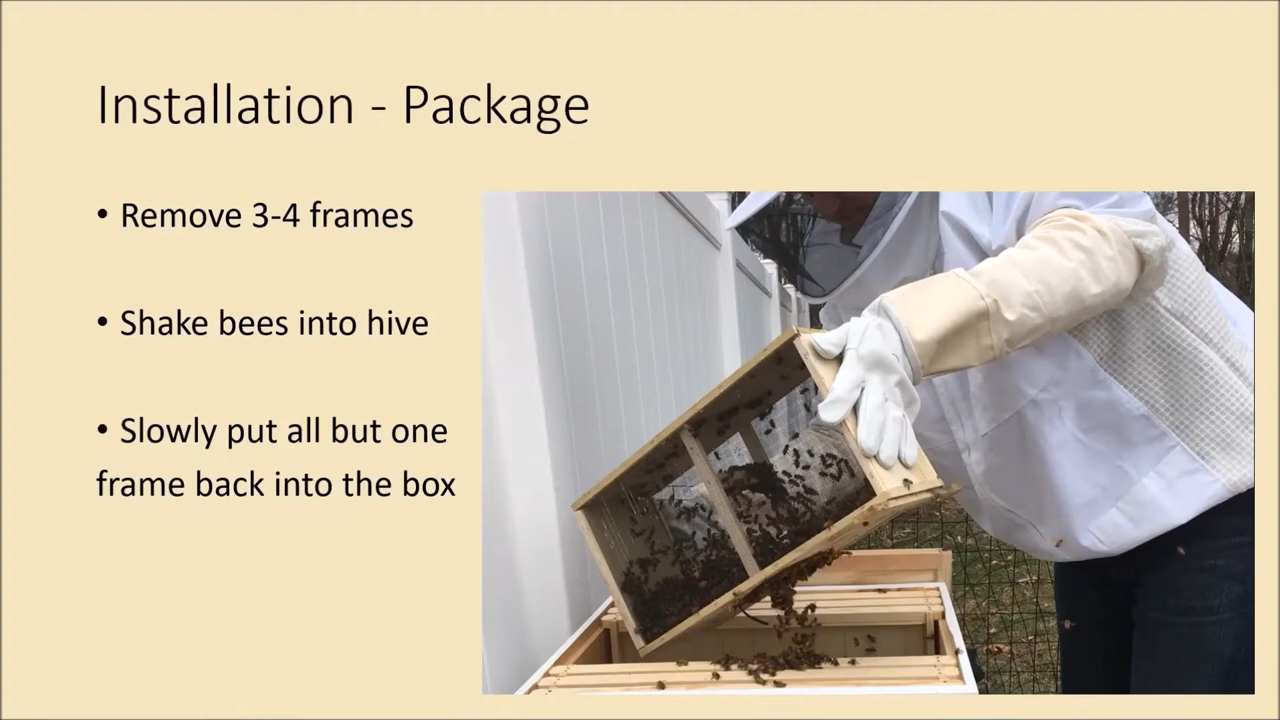 Installation - Package
• Remove 3-4 frames
• Shake bees into hive
• Slowly put all but one
frame back into the box